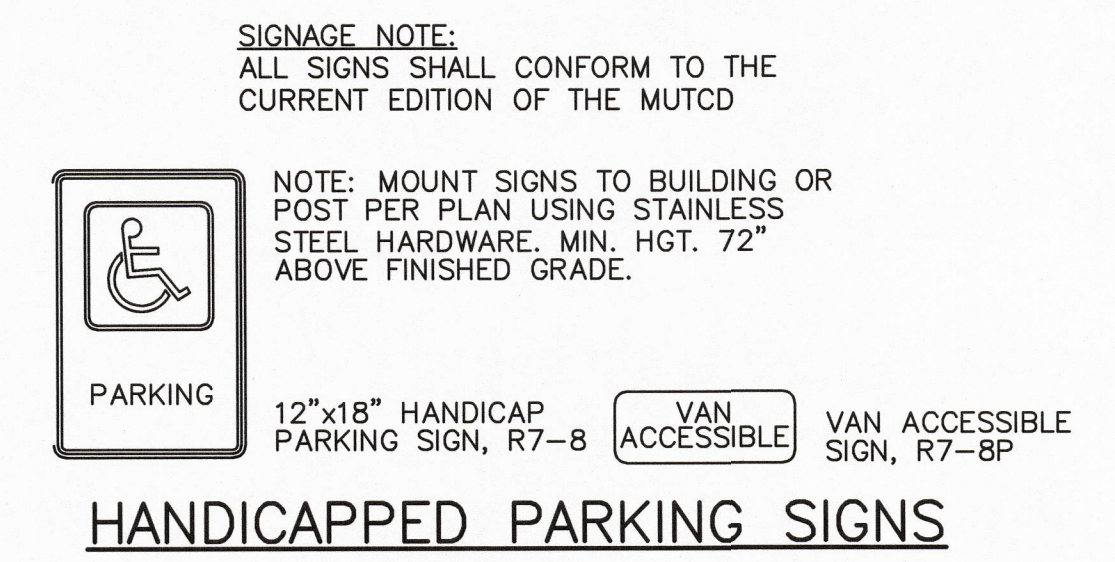 SIGNAGE NOTE:
ALL SIGNS SHALL CONFORM TO THE
CURRENT EDITION OF THE MUTCD
NOTE: MOUNT SIGNS TO BUILDING OR
POST PER PLAN USING STAINLESS
STEEL HARDWARE. MIN. HGT. 72”
ABOVE FINISHED GRADE.
PARKING
12”x18” HANDICAP
PARKING SIGN, R7-8
VAN
ACCESSIBLE
VAN ACCESSIBLE
SIGN, R7-8P
HANDICAPPED PARKING SIGNS